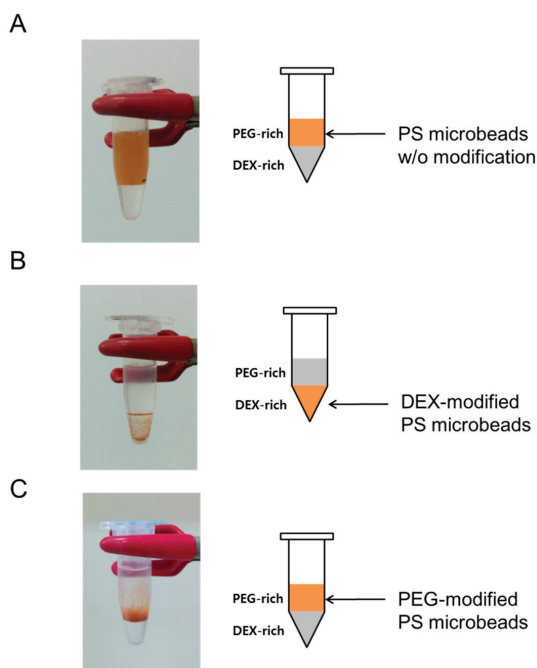 A
PEG-rich
DEX-rich
PS microbeads
w/o modification
B
PEG-rich
DEX-rich
DEX-modified
PS microbeads
C
PEG-rich
DEX-rich
PEG-modified
PS microbeads